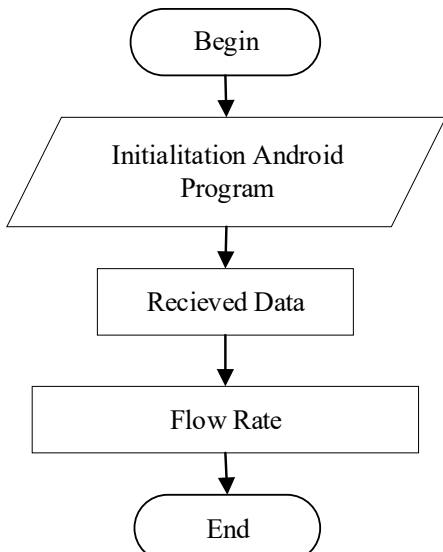 Begin
Initialitation Android
Program
Recieved Data
Flow Rate
End